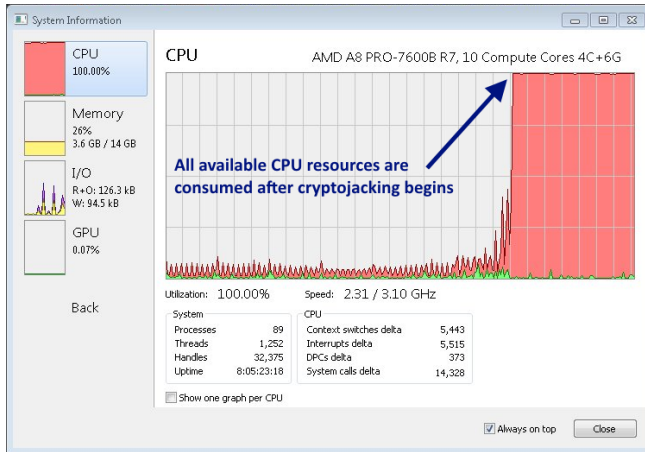 System Information
CPU
100.00%
Memory
26%
3.6 GB / 14 GB
I/O
R+O: 126.3 kB
W: 94.5 kB
GPU
0.07%
Back
CPU
AMD A8 PRO-7600B R7, 10 Compute Cores 4C+6G
All available CPU resources are
consumed after cryptojacking begins
Utilization: 100.00% Speed: 2.31 / 3.10 GHz
System
Processes 89
Threads 1,252
Handles 32,375
Uptime 8:05:23:18
CPU
Context switches delta 5,443
Interrupts delta 5,515
DPCs delta 373
System calls delta 14,328
Show one graph per CPU
Always on top
Close